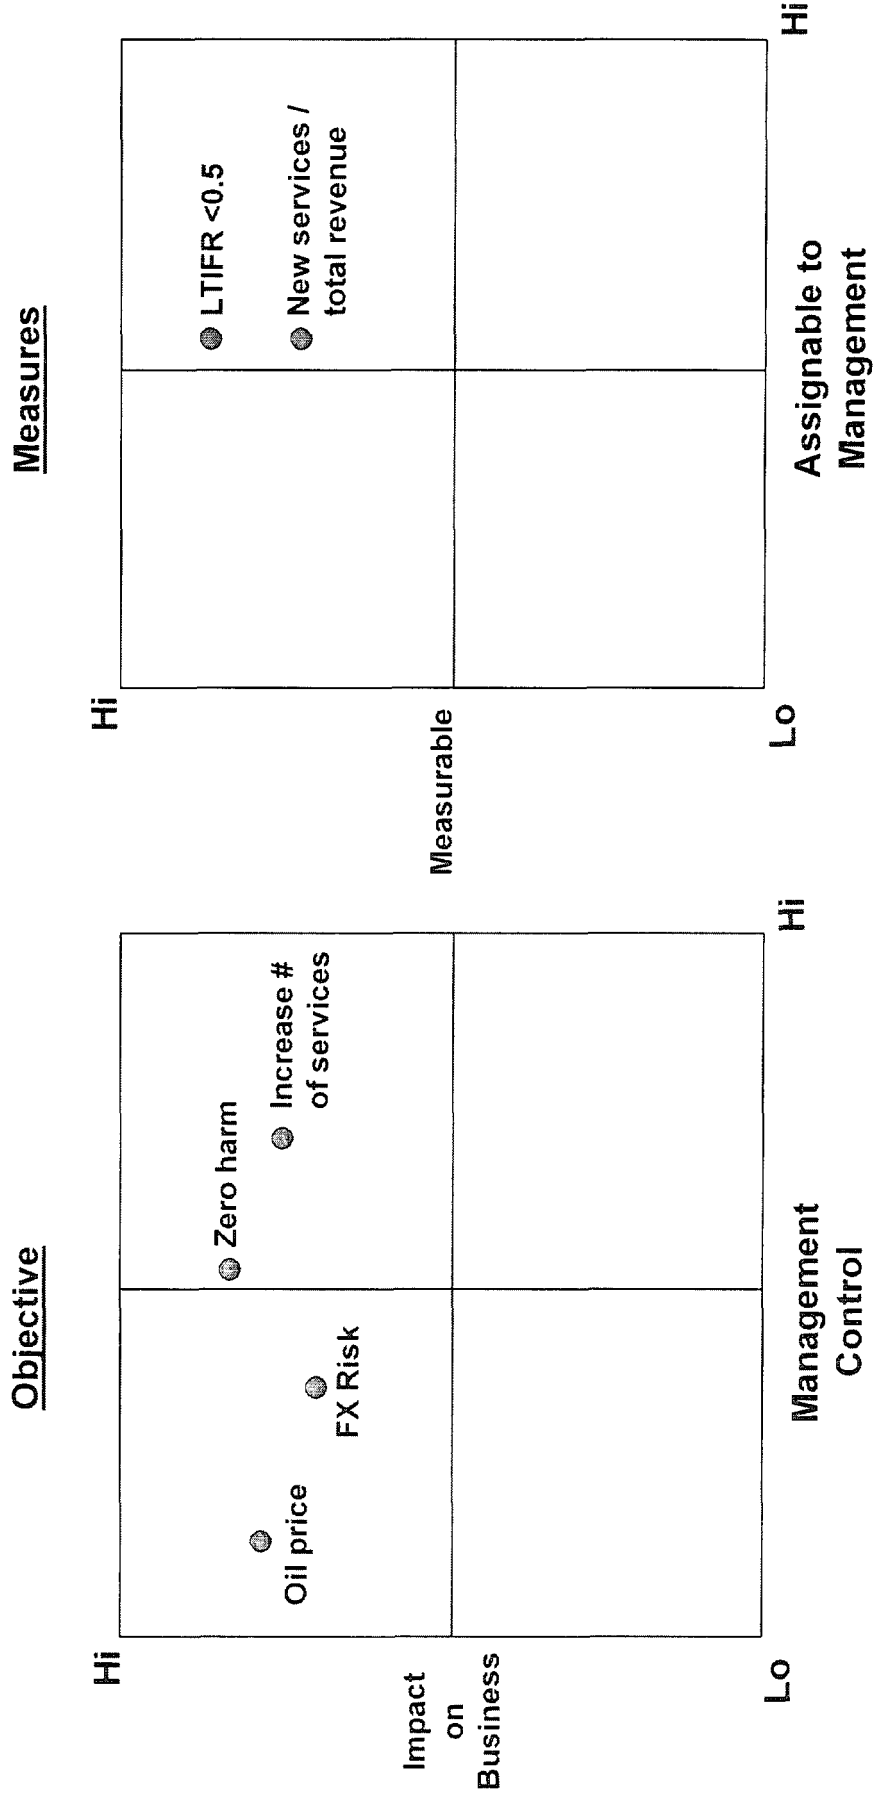 Objective
Hi
Impact
on
Business
Lo
Oil price
FX Risk
Zero harm
Increase #
of services
Management
Control
Hi
Measures
Hi
Measurable
Lo
LTIFR <0.5
New services /
total revenue
Assignable to
Management
Hi